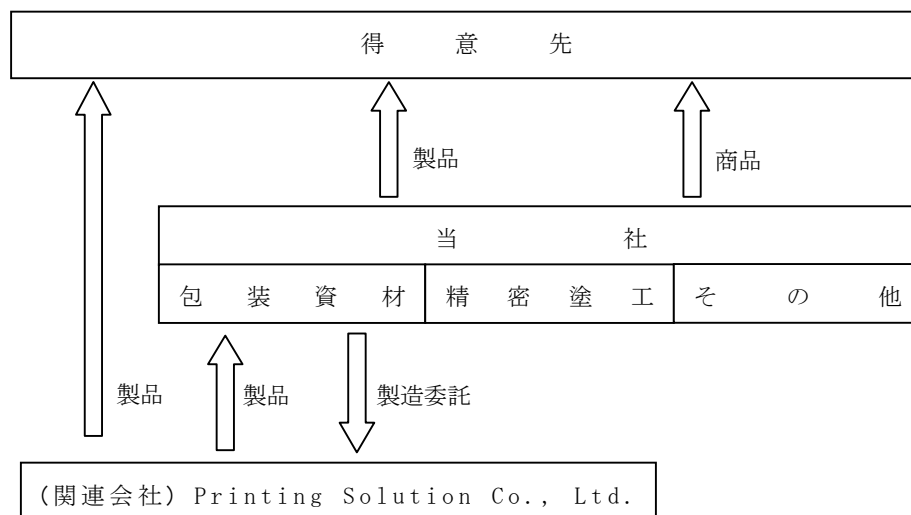 得意先
製品
商品
当社
包装資材 精密塗工 その他
製品 製品 製造委託
(関連会社) Printing Solution Co., Ltd.